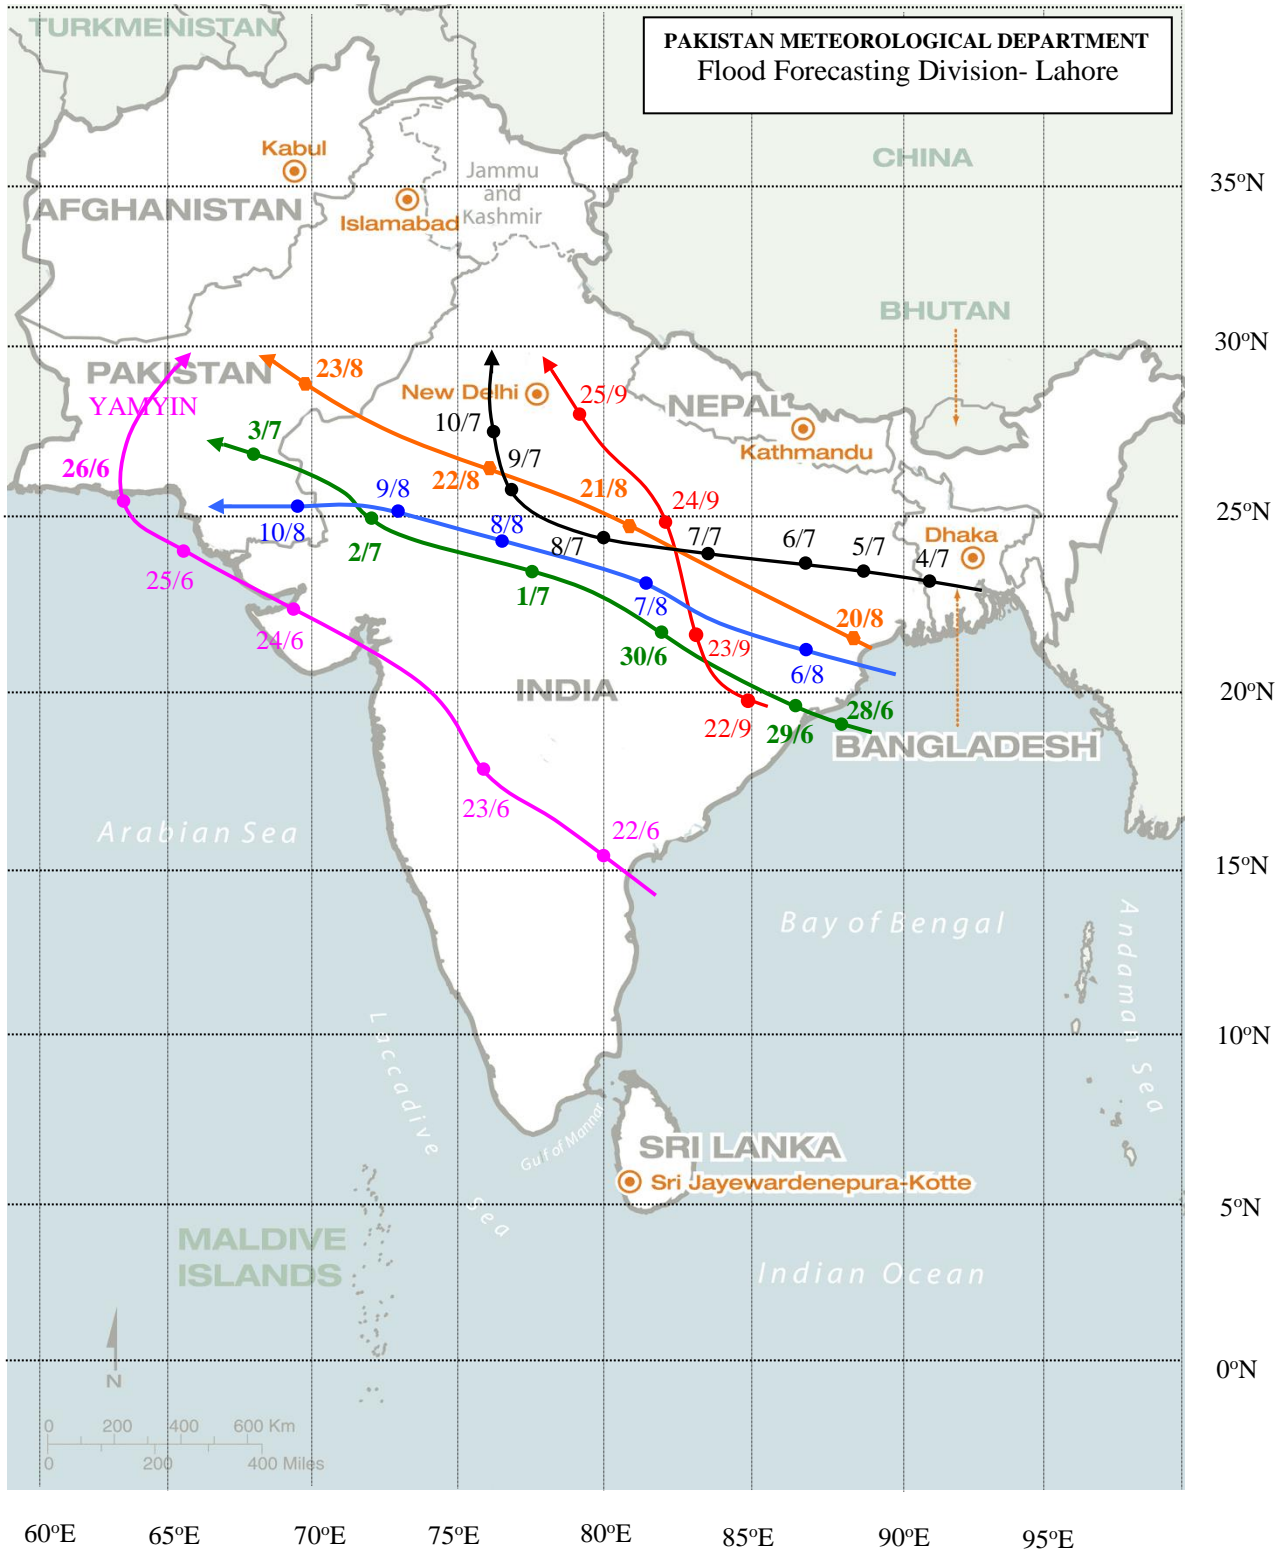 PAKISTAN METEOROLOGICAL DEPARTMENT
Flood Forecasting Division- Lahore
TURKMENISTAN
CHINA
Kabul
Jammu
and
Kashmir
35°N
AFGHANISTAN
Islamabad
BHUTAN
30°N
PAKISTAN
YAMYIN
23/8
New Delhi
25/9
NEPAL
Kathmandu
10/7
3/7
26/6
9/7
22/8
21/8
24/9
25°N
9/8
10/8
8/8
8/7
7/7
6/7
5/7
4/7
Dhaka
2/7
25/6
1/7
7/8
20/8
24/6
30/6
23/9
6/8
INDIA
20°N
22/9
29/6
28/6
BANGLADESH
23/6
22/6
Arabian Sea
15°N
Bay of Bengal
Andaman Sea
Laccadive Sea
10°N
Gulf of Mannar
SRI LANKA
Sri Jayewardenepura-Kotte
5°N
MALDIVE
ISLANDS
Indian Ocean
0°N
N
0 200 400 600 Km
0 200 400 Miles
60°E 65°E 70°E 75°E 80°E 85°E 90°E 95°E